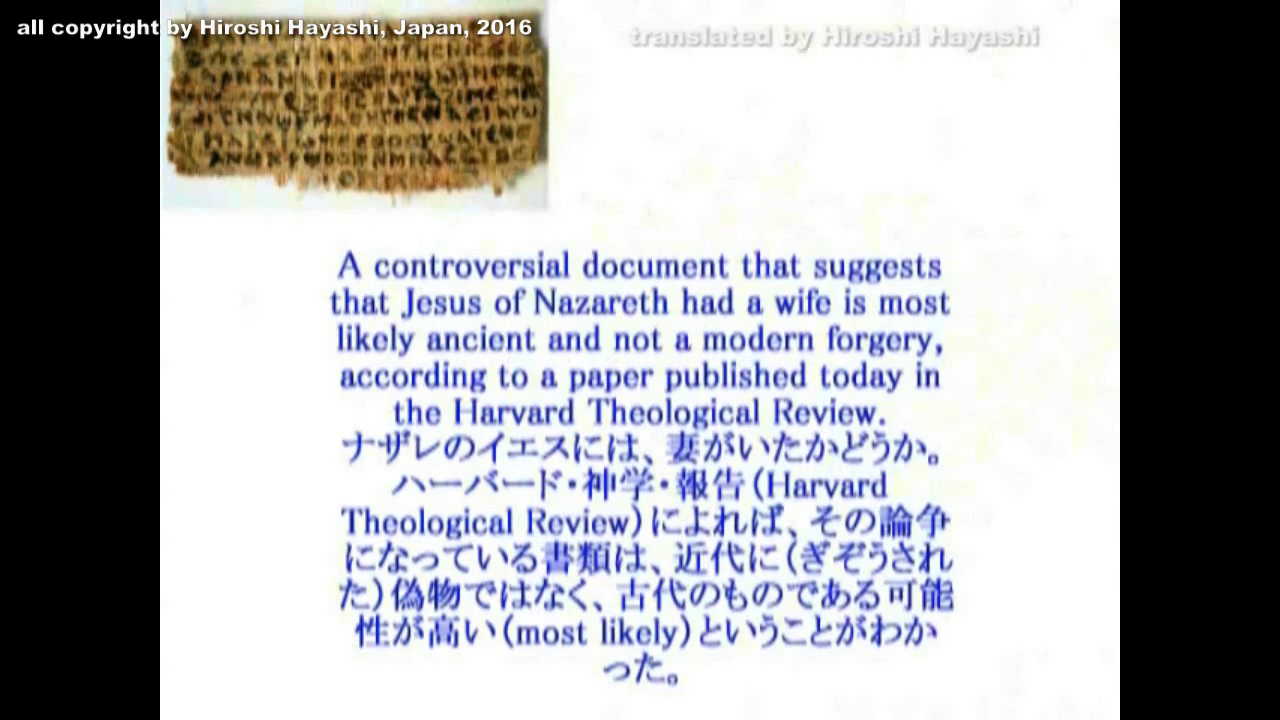 all copyright by Hiroshi Hayashi, Japan, 2016
translated by Hiroshi Hayashi
A controversial document that suggests
that Jesus of Nazareth had a wife is most
likely ancient and not a modern forgery,
according to a paper published today in
the Harvard Theological Review.
ナザレのイエスには、妻がいたかどうか。
ハーバード・神学・報告(Harvard
Theological Review)によれば、その論争
になっている書類は、近代に(ぎぞうされ
た)偽物ではなく、古代のものである可能
性が高い(most likely)ということがわか
った。